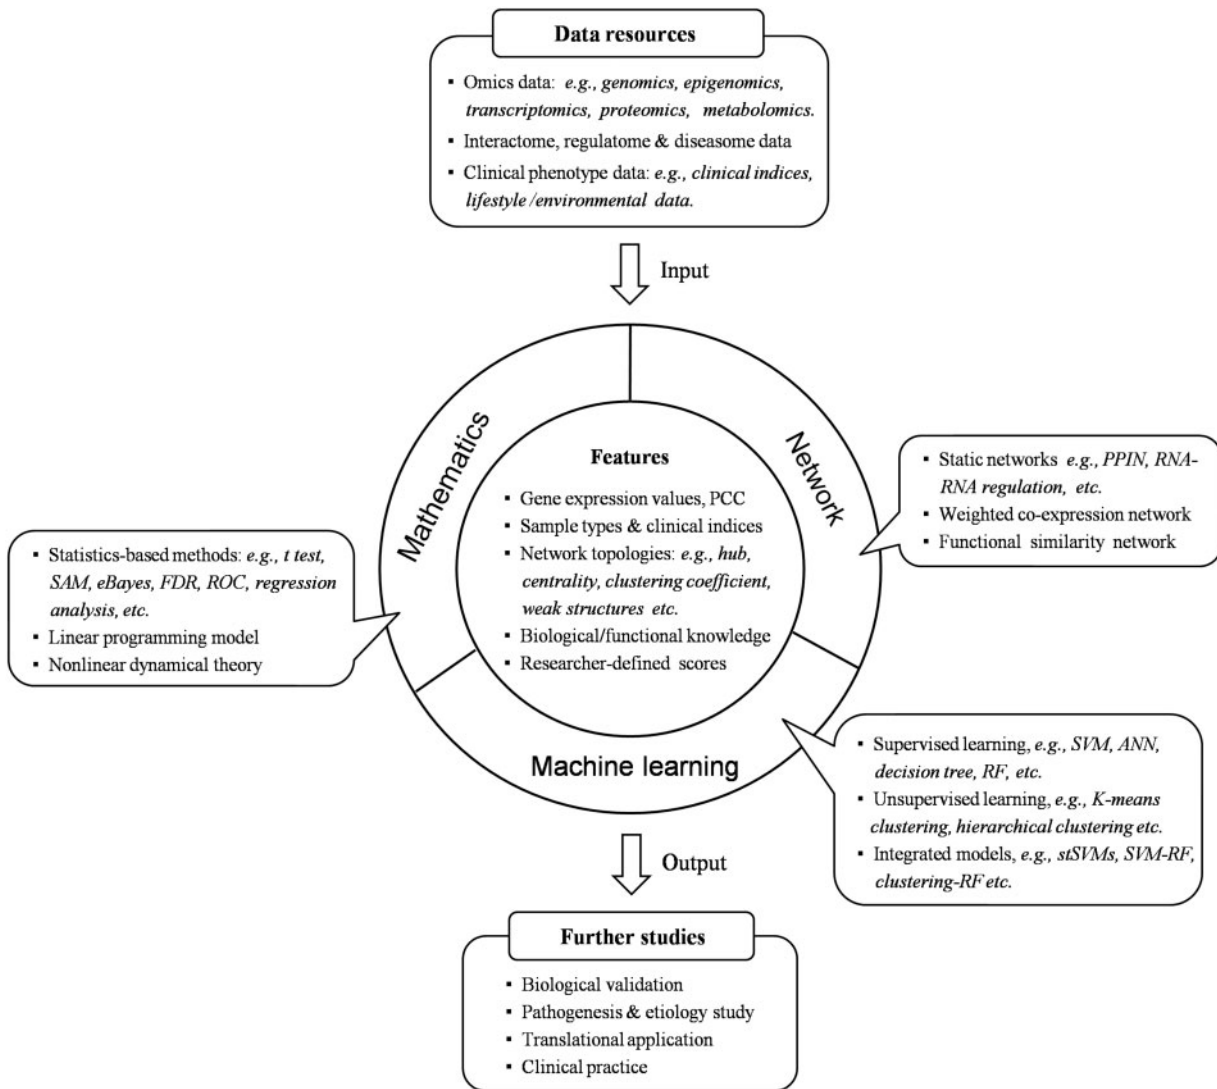 Data resources
▪ Omics data: e.g., genomics, epigenomics,
transcriptomics, proteomics, metabolomics.
▪ Interactome, regulatome & diseasome data
▪ Clinical phenotype data: e.g., clinical indices,
lifestyle/environmental data.
Input
Mathematics
Network
Machine learning
Features
▪ Gene expression values, PCC
▪ Sample types & clinical indices
▪ Network topologies: e.g., hub,
centrality, clustering coefficient,
weak structures etc.
▪ Biological/functional knowledge
▪ Researcher-defined scores
▪ Statistics-based methods: e.g., t test,
SAM, eBayes, FDR, ROC, regression
analysis, etc.
▪ Linear programming model
▪ Nonlinear dynamical theory
▪ Static networks e.g., PPIN, RNA-
RNA regulation, etc.
▪ Weighted co-expression network
▪ Functional similarity network
▪ Supervised learning, e.g., SVM, ANN,
decision tree, RF, etc.
▪ Unsupervised learning, e.g., K-means
clustering, hierarchical clustering etc.
▪ Integrated models, e.g., stSVMs, SVM-RF,
clustering-RF etc.
Output
Further studies
▪ Biological validation
▪ Pathogenesis & etiology study
▪ Translational application
▪ Clinical practice